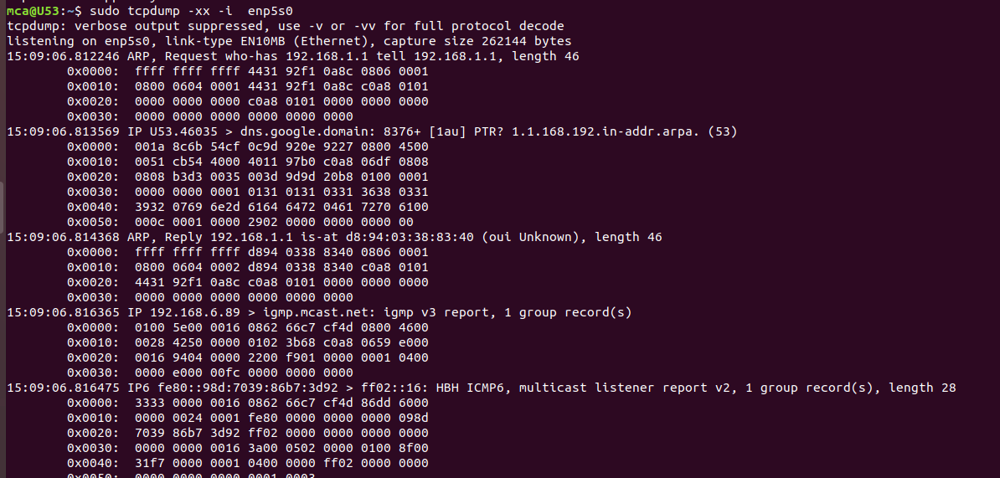 mca@U53:~$ sudo tcpdump -xx -i  enp5s0
tcpdump: verbose output suppressed, use -v or -vv for full protocol decode
listening on enp5s0, link-type EN10MB (Ethernet), capture size 262144 bytes
15:09:06.812246 ARP, Request who-has 192.168.1.1 tell 192.168.1.1, length 46
0x0000:  ffff ffff ffff 4431 92f1 0a8c 0806 0001
0x0010:  0800 0604 0001 4431 92f1 0a8c c0a8 0101
0x0020:  0000 0000 0000 c0a8 0101 0000 0000 0000
0x0030:  0000 0000 0000 0000 0000 0000
15:09:06.813569 IP U53.46035 > dns.google.domain: 8376+ [1au] PTR? 1.1.168.192.in-addr.arpa. (53)
0x0000:  001a 8c6b 54cf 0c9d 920e 9227 0800 4500
0x0010:  0051 cb54 4000 4011 97b0 c0a8 06df 0808
0x0020:  0808 b3d3 0035 003d 9d9d 20b8 0100 0001
0x0030:  0000 0000 0001 0131 0131 0331 3638 0331
0x0040:  3932 0769 6e2d 6164 6472 0461 7270 6100
0x0050:  000c 0001 0000 2902 0000 0000 0000 00
15:09:06.814368 ARP, Reply 192.168.1.1 is-at d8:94:03:38:83:40 (oui Unknown), length 46
0x0000:  ffff ffff ffff d894 0338 8340 0806 0001
0x0010:  0800 0604 0002 d894 0338 8340 c0a8 0101
0x0020:  4431 92f1 0a8c c0a8 0101 0000 0000 0000
0x0030:  0000 0000 0000 0000 0000 0000
15:09:06.816365 IP 192.168.6.89 > igmp.mcast.net: igmp v3 report, 1 group record(s)
0x0000:  0100 5e00 0016 0862 66c7 cf4d 0800 4600
0x0010:  0028 4250 0000 0102 3b68 c0a8 0659 e000
0x0020:  0016 9404 0000 2200 f901 0000 0001 0400
0x0030:  0000 e000 00fc 0000 0000 0000
15:09:06.816475 IP6 fe80::98d:7039:86b7:3d92 > ff02::16: HBH ICMP6, multicast listener report v2, 1 group record(s), length 28
0x0000:  3333 0000 0016 0862 66c7 cf4d 86dd 6000
0x0010:  0000 0024 0001 fe80 0000 0000 0000 098d
0x0020:  7039 86b7 3d92 ff02 0000 0000 0000 0000
0x0030:  0000 0000 0016 3a00 0502 0000 0100 8f00
0x0040:  31f7 0000 0001 0400 0000 ff02 0000 0000
0x0050:  0000 0000 0000 0001 0003